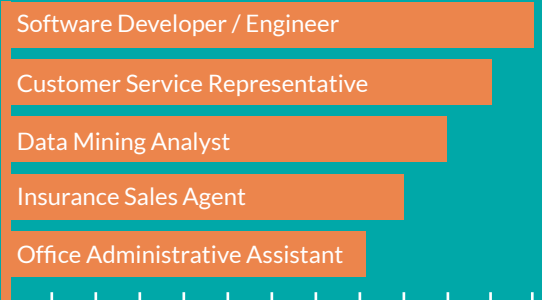 Software Developer / Engineer
Customer Service Representative
Data Mining Analyst
Insurance Sales Agent
Office Administrative Assistant